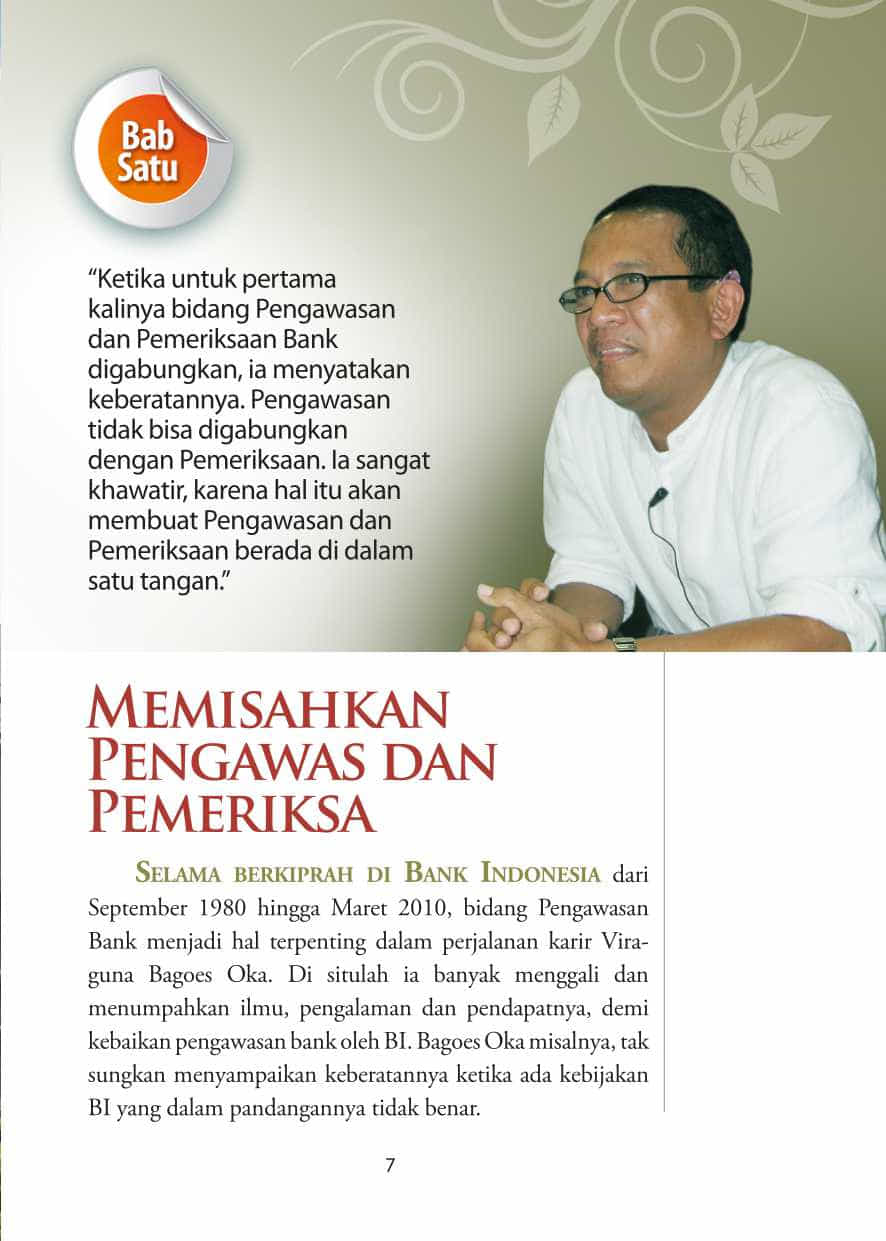 Bab
Satu
“Ketika untuk pertama
kalinya bidang Pengawasan
dan Pemeriksaan Bank
digabungkan, ia menyatakan
keberatannya. Pengawasan
tidak bisa digabungkan
dengan Pemeriksaan. Ia sangat
khawatir, karena hal itu akan
membuat Pengawasan dan
Pemeriksaan berada di dalam
satu tangan.”
MEMISAHKAN
PENGAWAS DAN
PEMERIKSA
SELAMA BERKIPRAH DI BANK INDONESIA dari
September 1980 hingga Maret 2010, bidang Pengawasan
Bank menjadi hal terpenting dalam perjalanan karir Vira-
guna Bagoes Oka. Di situlah ia banyak menggali dan
menumpahkan ilmu, pengalaman dan pendapatnya, demi
kebaikan pengawasan bank oleh BI. Bagoes Oka misalnya, tak
sungkan menyampaikan keberatannya ketika ada kebijakan
BI yang dalam pandangannya tidak benar.
7